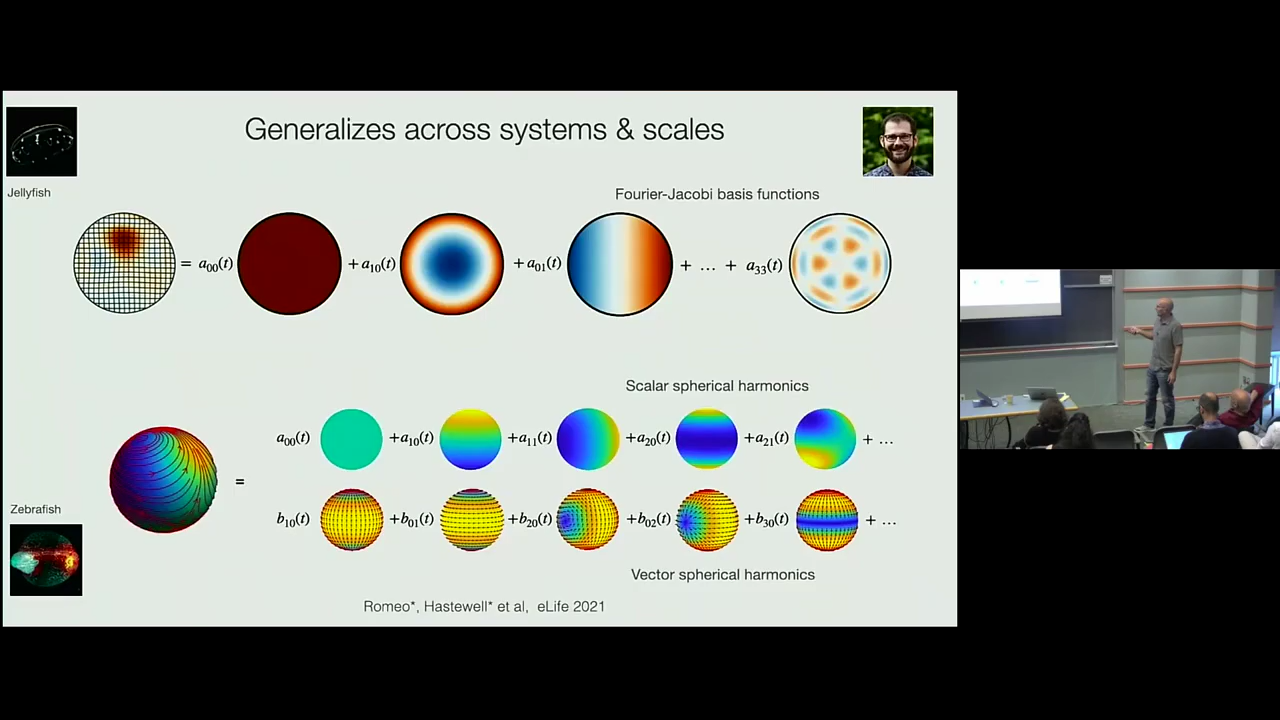 Generalizes across systems & scales
Jellyfish
Fourier-Jacobi basis functions
= a₀₀(t) + a₁₀(t) + a₀₁(t) + … + a₃₃(t)
Scalar spherical harmonics
a₀₀(t) +a₁₀(t) +a₁₁(t) +a₂₀(t) +a₂₁(t) + …
=
b₁₀(t) +b₀₁(t) +b₂₀(t) +b₀₂(t) +b₃₀(t) + …
Zebrafish
Vector spherical harmonics
Romeo*, Hastewell* et al, eLife 2021